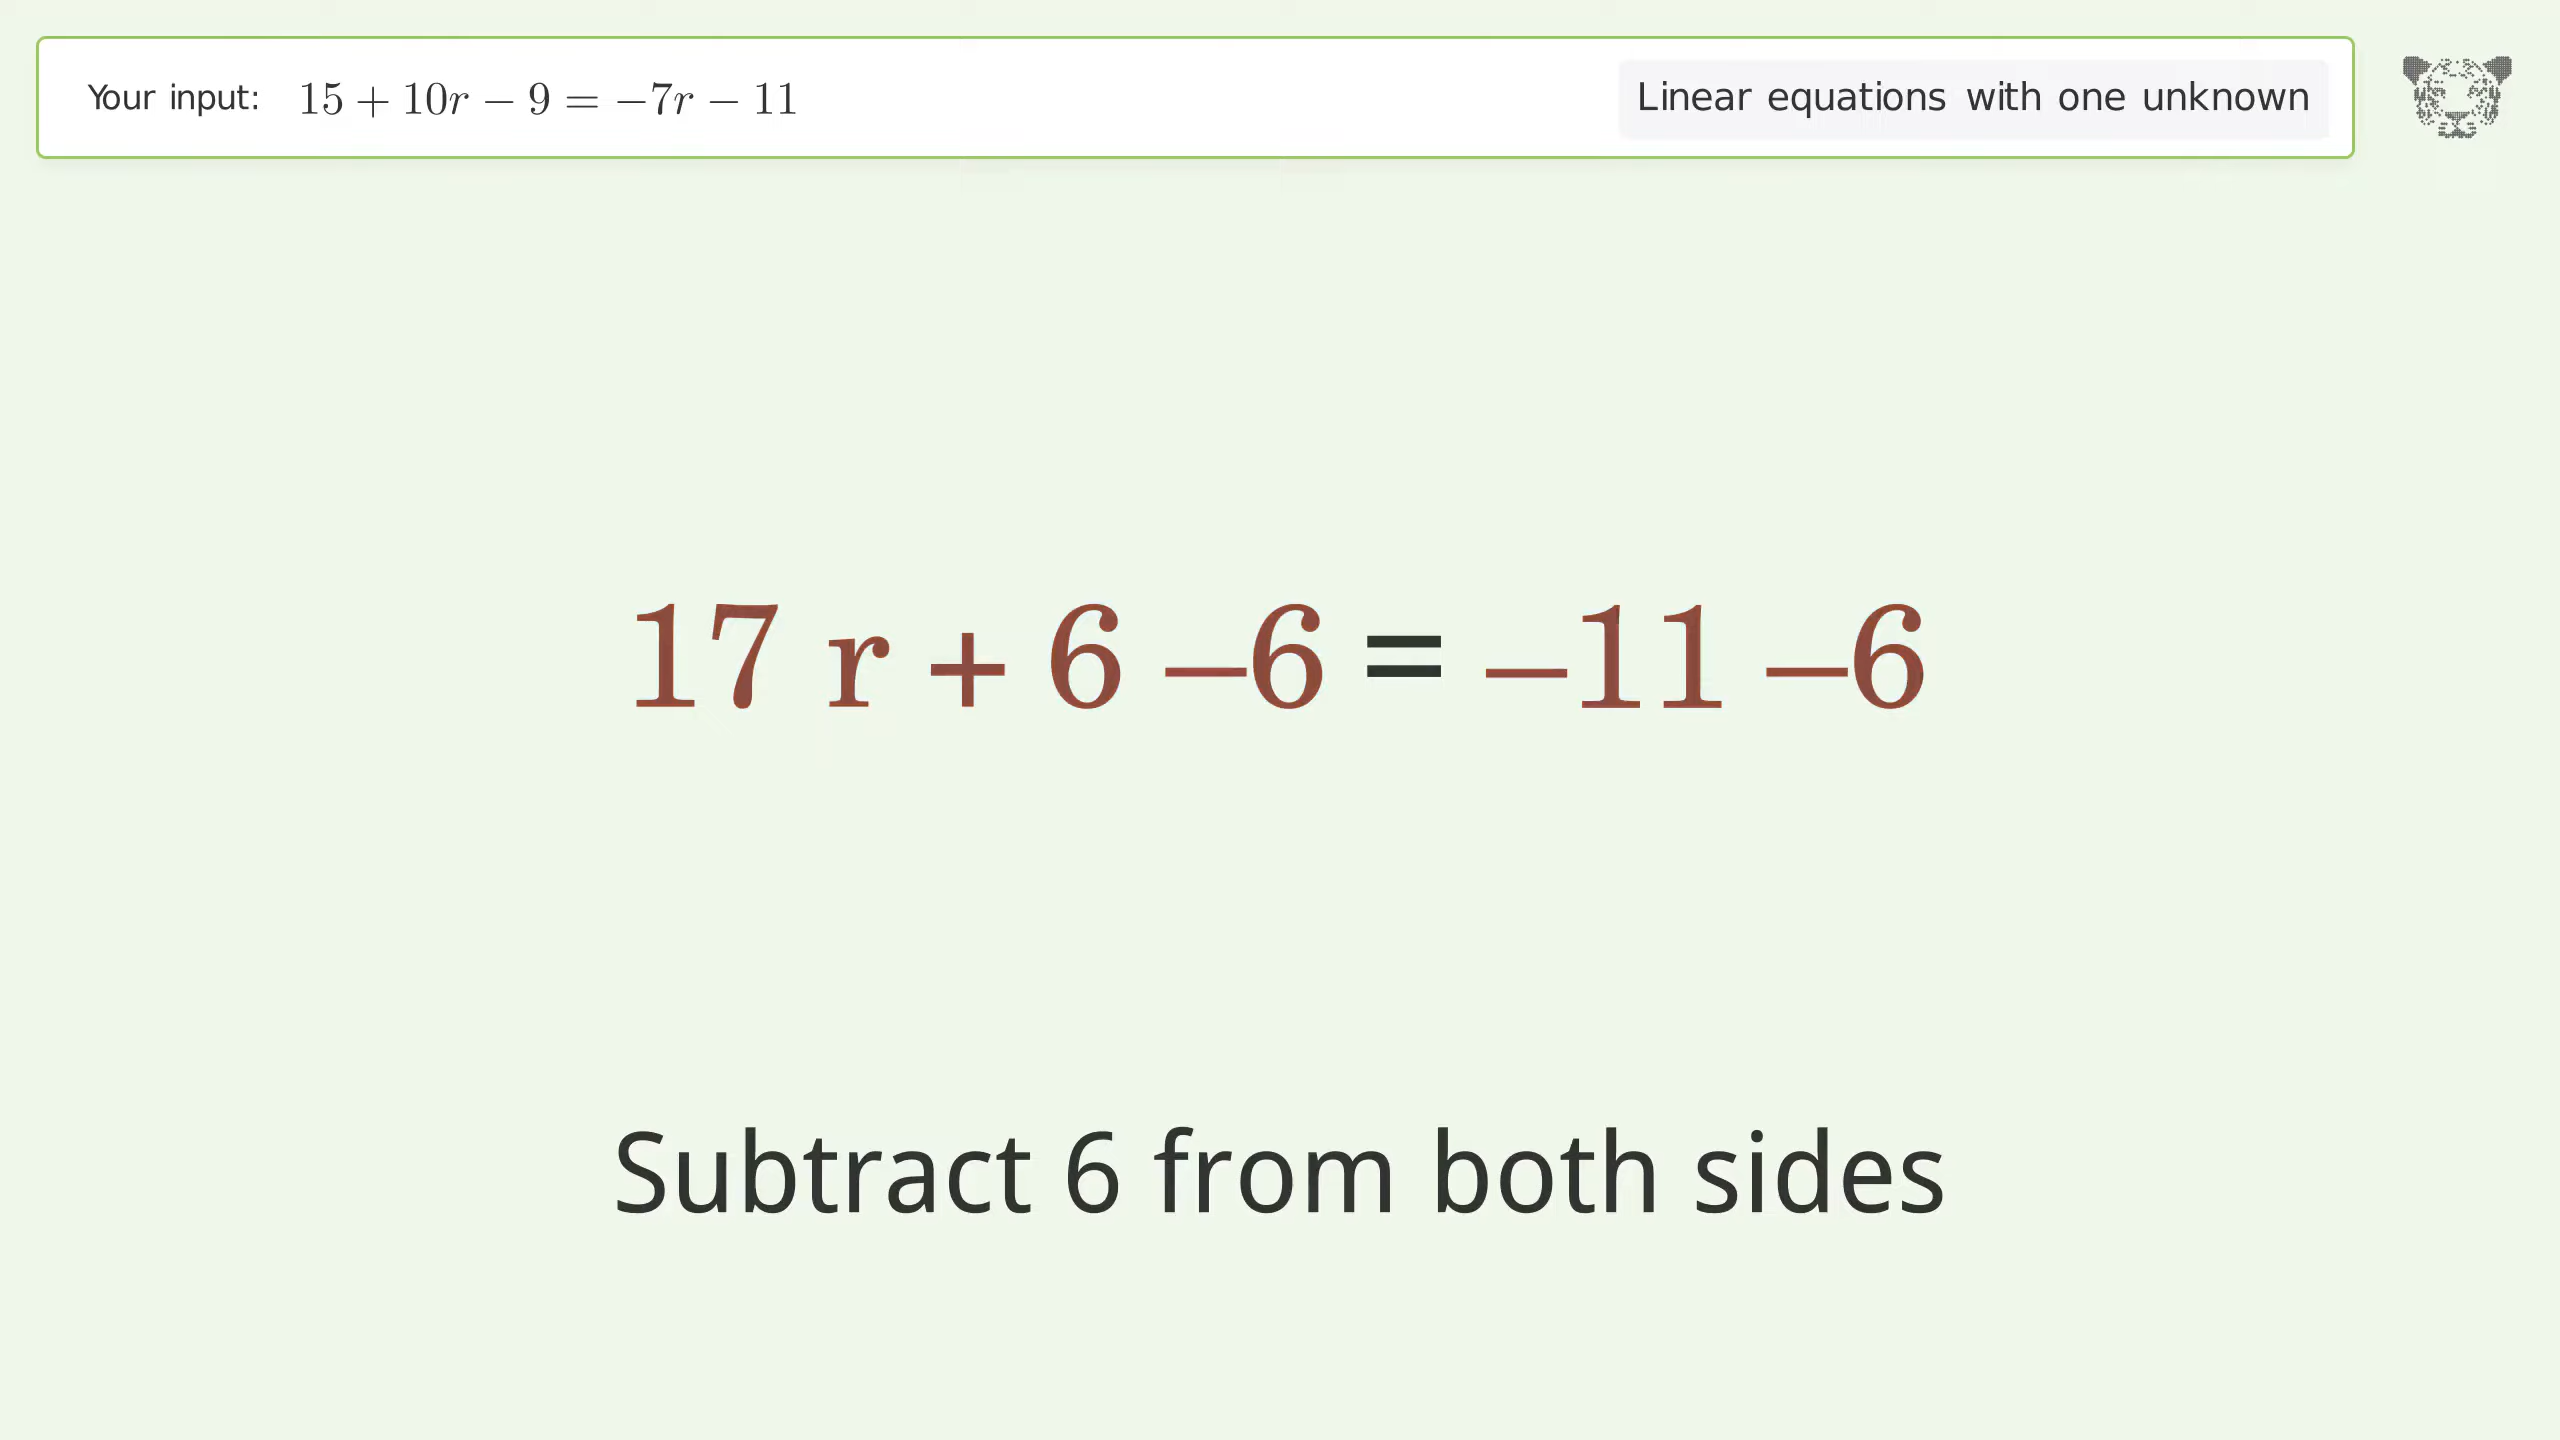 Your input: 15 + 10r − 9 = −7r − 11
Linear equations with one unknown
17 r + 6 −6 = −11 −6
Subtract 6 from both sides